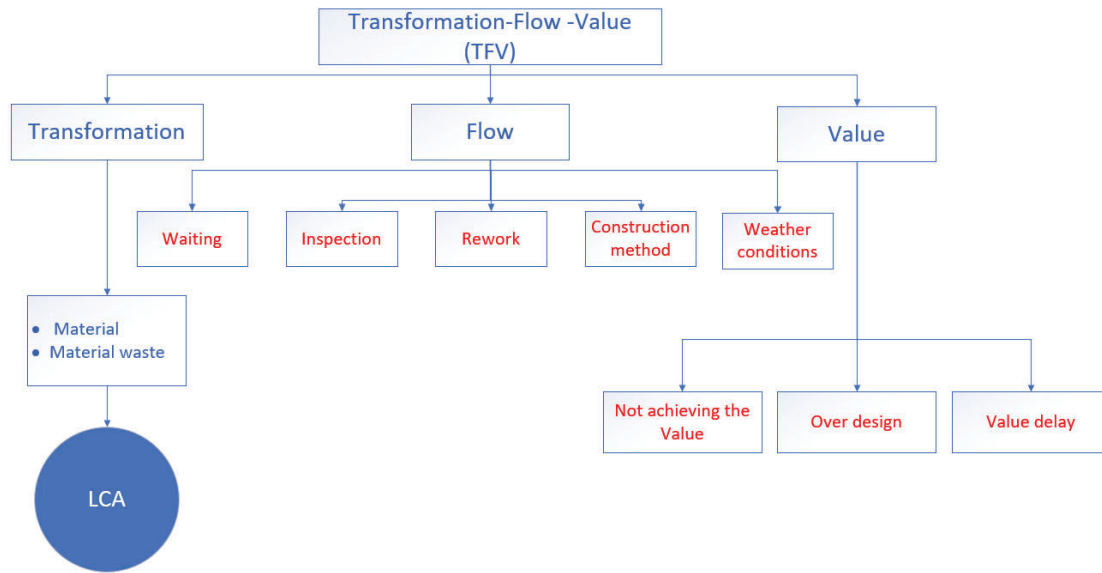 Transformation-Flow -Value
(TFV)
Transformation
Flow
Value
Waiting
Inspection
Rework
Construction
method
Weather
conditions
• Material
• Material waste
Not achieving the
Value
Over design
Value delay
LCA